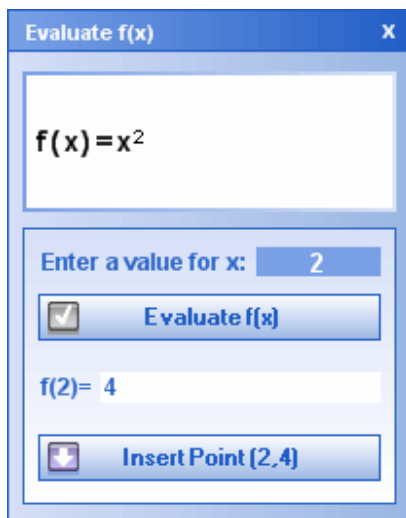 Evaluate f(x) x
f(x)=x²
Enter a value for x: 2
Evaluate f(x)
f(2)= 4
Insert Point (2,4)